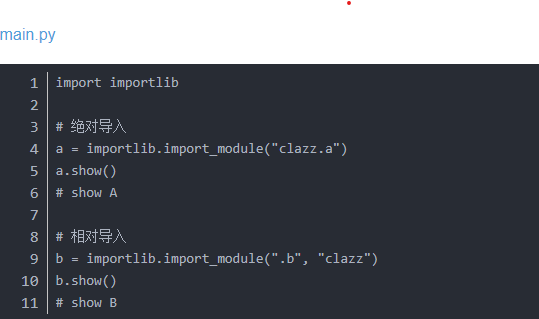 main.py
1 import importlib
2
3 # 绝对导入
4 a = importlib.import_module("clazz.a")
5 a.show()
6 # show A
7
8 # 相对导入
9 b = importlib.import_module(".b", "clazz")
10 b.show()
11 # show B